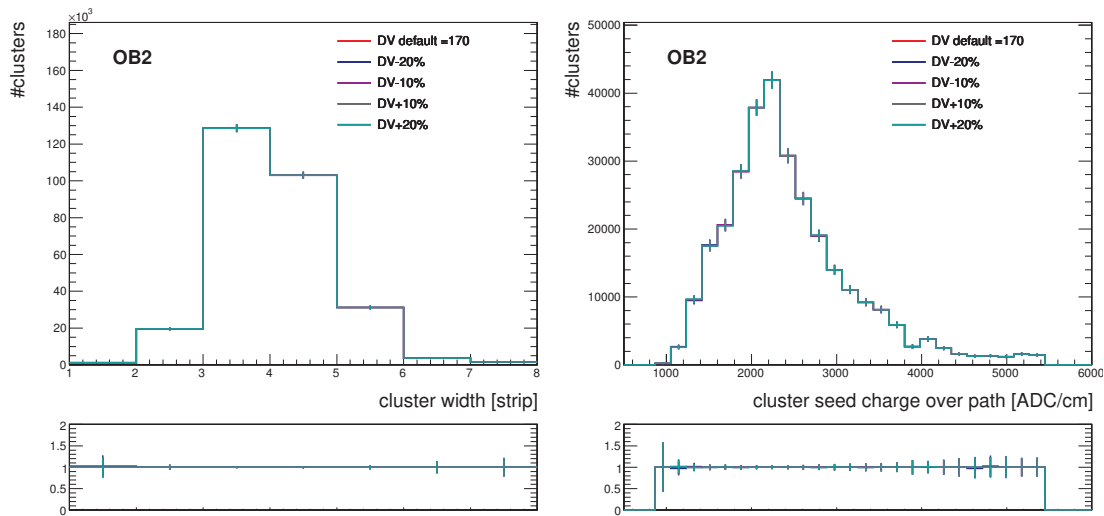 ×10³
180
160
140
120
100
80
60
40
20
0
#clusters
OB2
DV default =170
DV-20%
DV-10%
DV+10%
DV+20%
1 2 3 4 5 6 7 8
cluster width [strip]
2
1.5
1
0.5
0
50000
40000
30000
20000
10000
0
#clusters
OB2
DV default =170
DV-20%
DV-10%
DV+10%
DV+20%
1000 2000 3000 4000 5000 6000
cluster seed charge over path [ADC/cm]
2
1.5
1
0.5
0